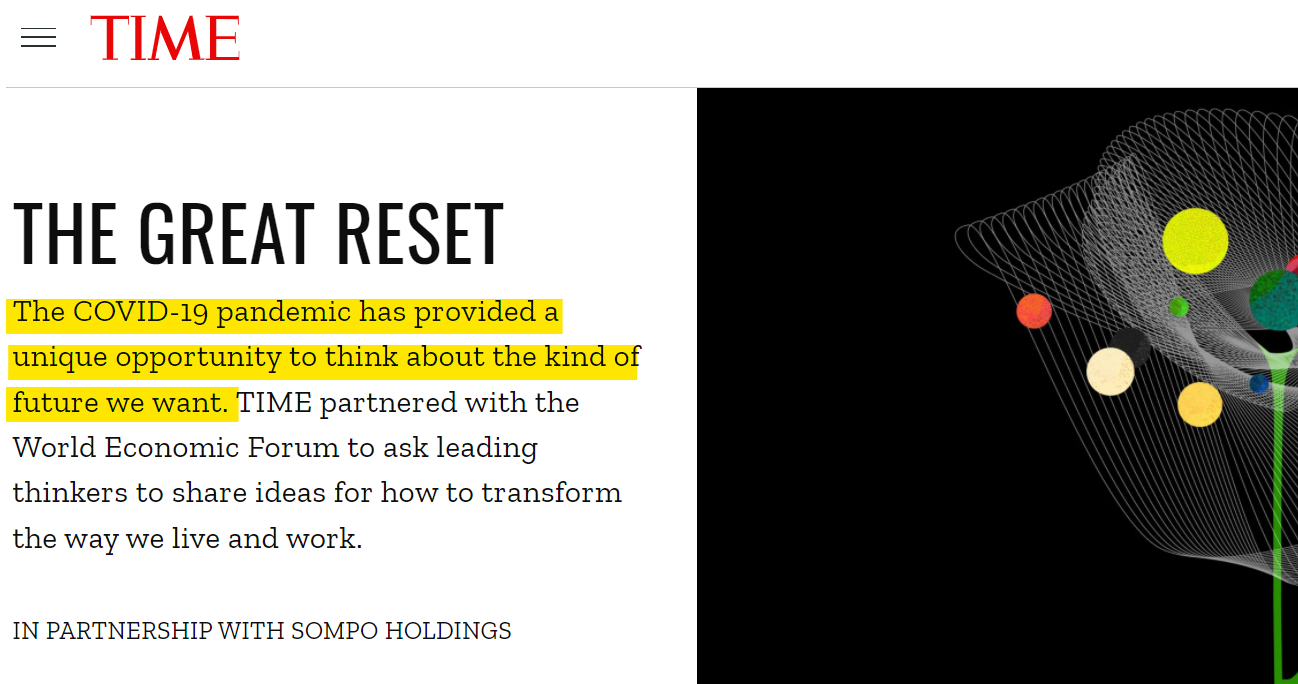 TIME
THE GREAT RESET
The COVID-19 pandemic has provided a
unique opportunity to think about the kind of
future we want. TIME partnered with the
World Economic Forum to ask leading
thinkers to share ideas for how to transform
the way we live and work.
IN PARTNERSHIP WITH SOMPO HOLDINGS